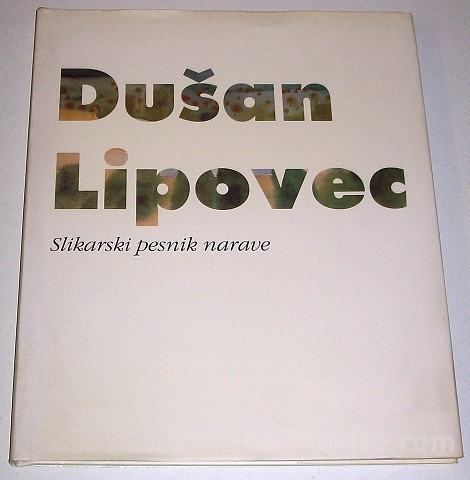 Dušan
Lipovec
Slikarski pesnik narave